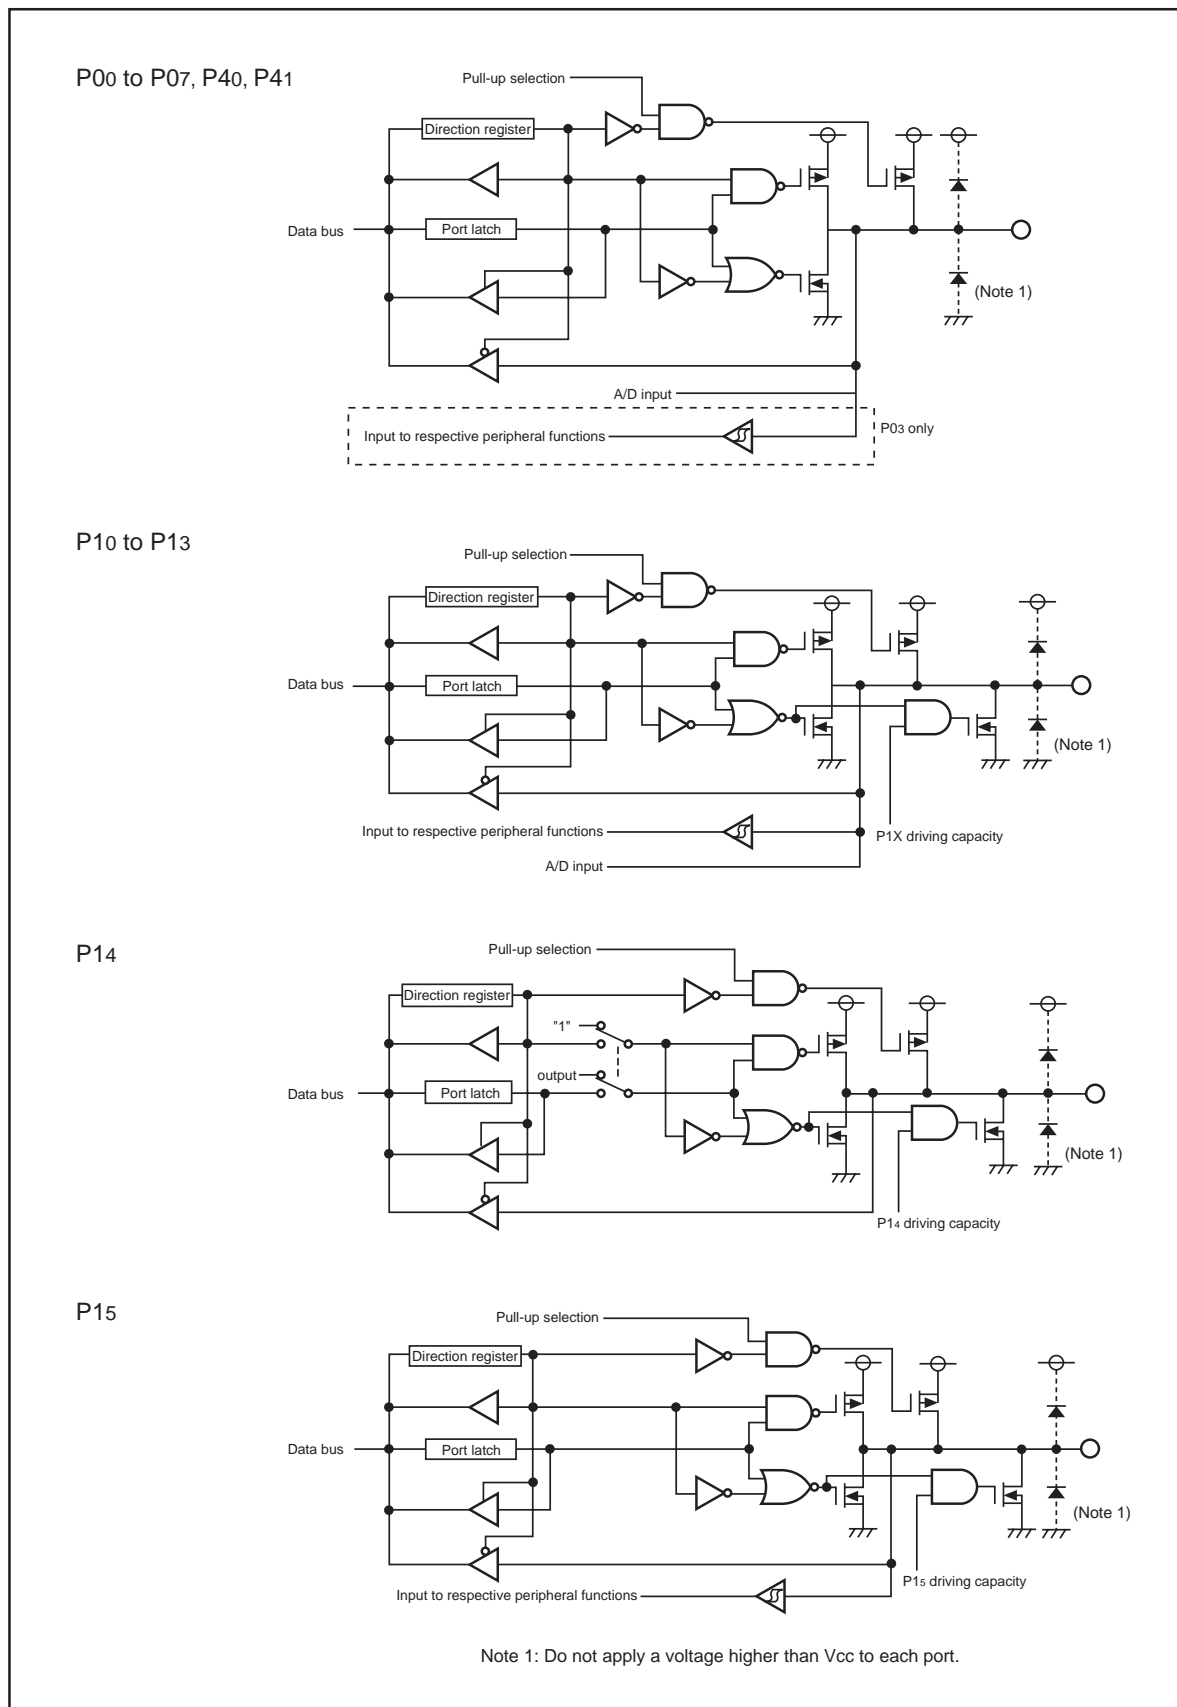 P00 to P07, P40, P41
Pull-up selection
Direction register
Data bus
Port latch
(Note 1)
A/D input
Input to respective peripheral functions
P03 only
P10 to P13
Pull-up selection
Direction register
Data bus
Port latch
(Note 1)
Input to respective peripheral functions
P1X driving capacity
A/D input
P14
Pull-up selection
Direction register
"1"
output
Data bus
Port latch
(Note 1)
P14 driving capacity
P15
Pull-up selection
Direction register
Data bus
Port latch
(Note 1)
P15 driving capacity
Input to respective peripheral functions
Note 1: Do not apply a voltage higher than Vcc to each port.